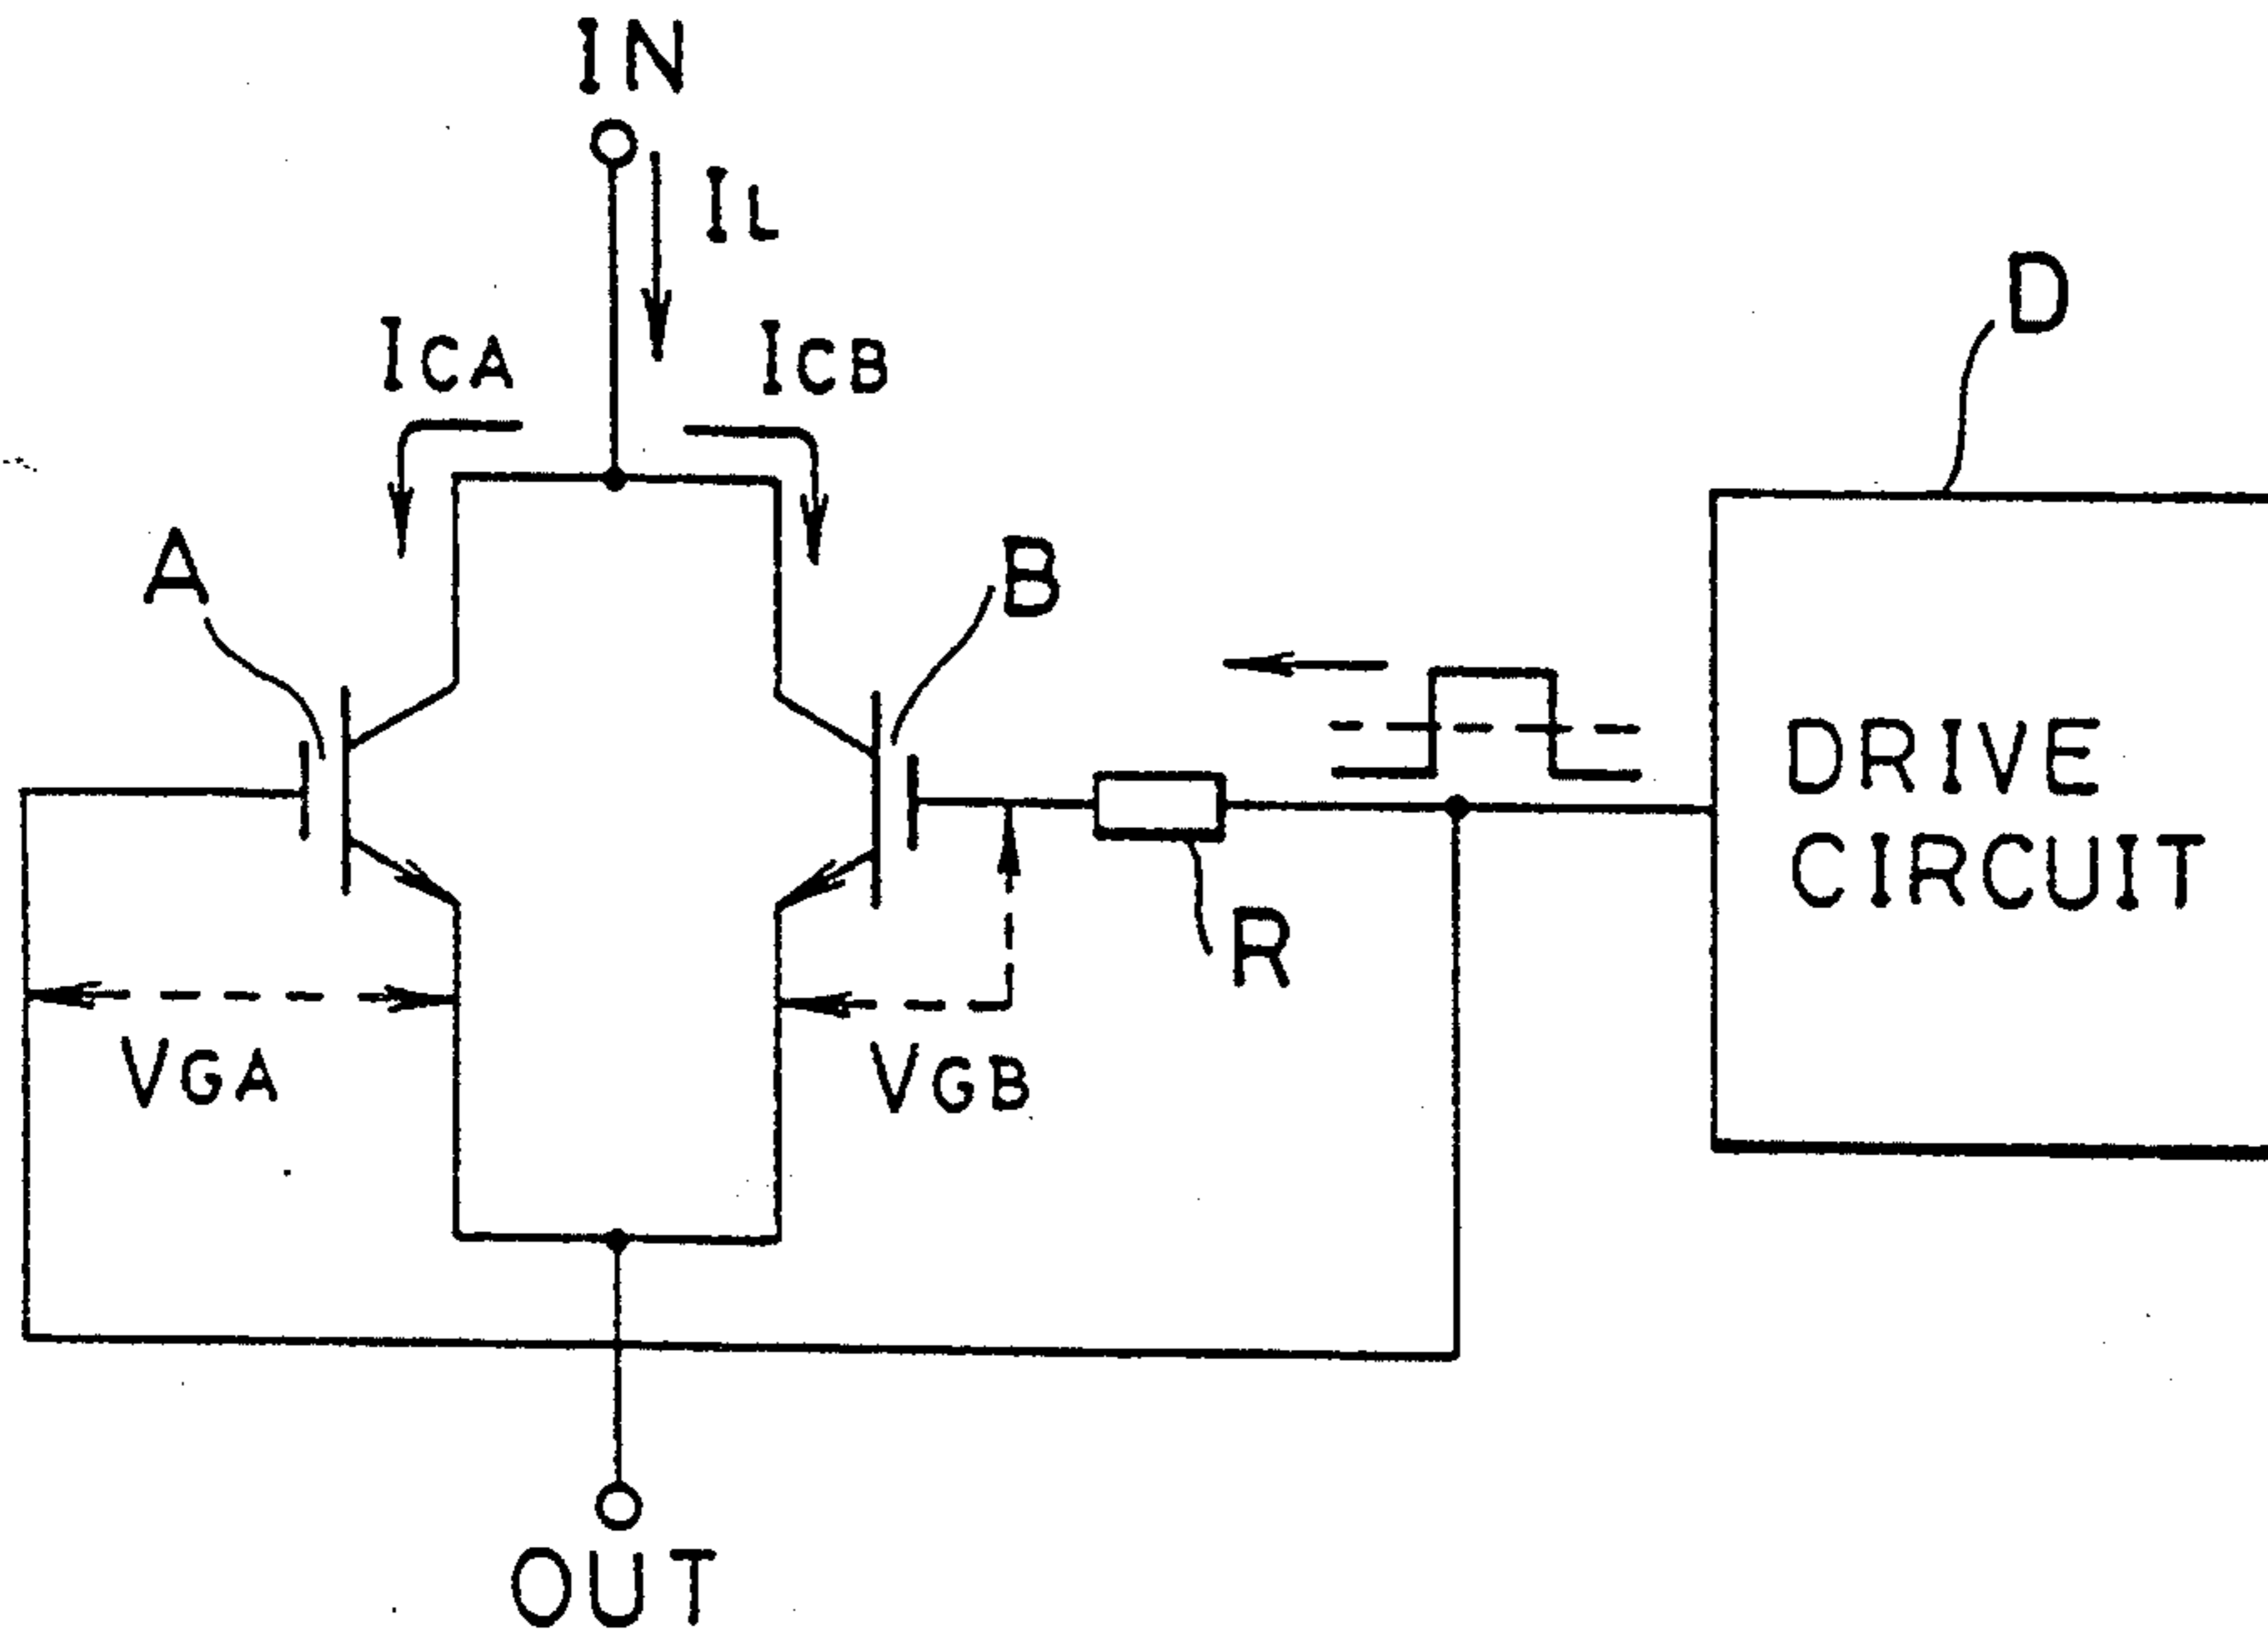 IN
IL
ICA
ICB
D
A
B
DRIVE
CIRCUIT
R
VGA
VGB
OUT